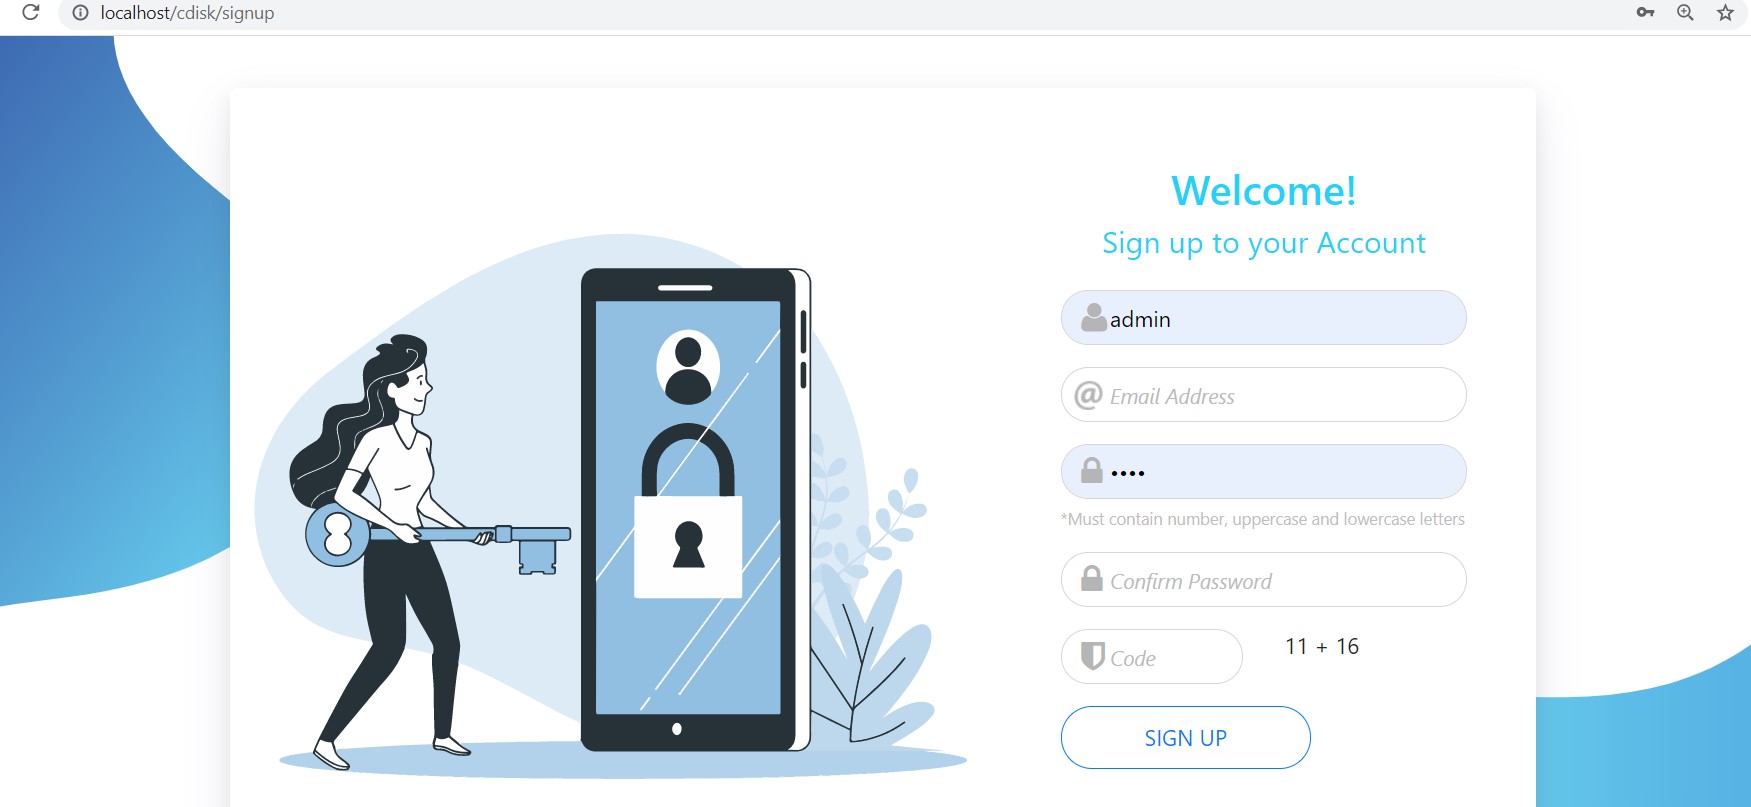 localhost/cdisk/signup
Welcome!
Sign up to your Account
admin
@ Email Address
••••
*Must contain number, uppercase and lowercase letters
Confirm Password
Code
11 + 16
SIGN UP